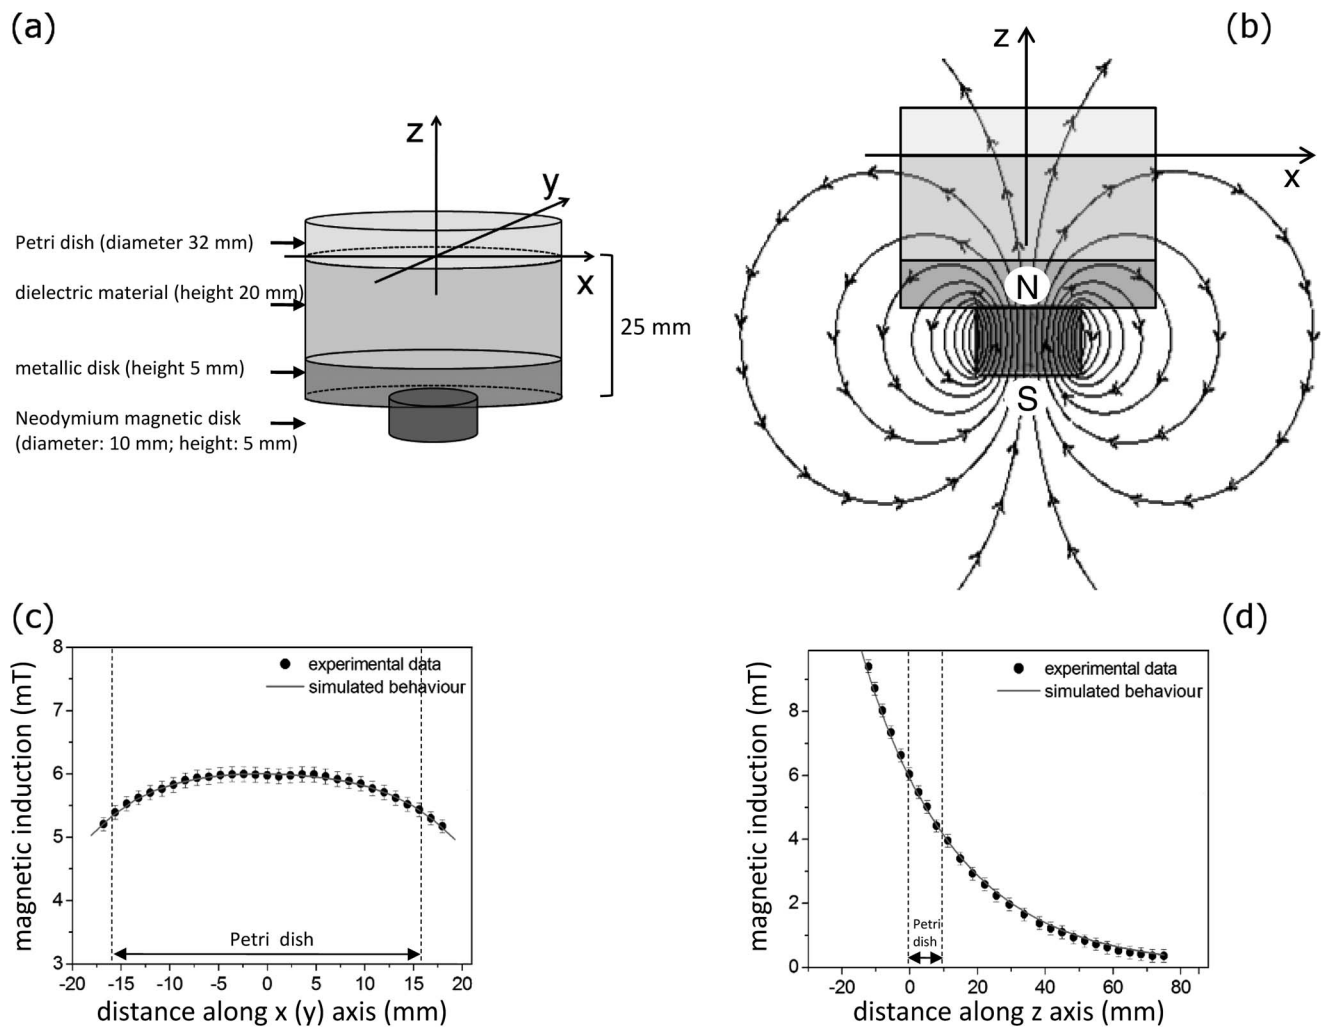 (a)
z
y
x
Petri dish (diameter 32 mm)
dielectric material (height 20 mm)
25 mm
metallic disk (height 5 mm)
Neodymium magnetic disk
(diameter: 10 mm; height: 5 mm)
(b)
z
x
N
S
(c)
magnetic induction (mT)
8
7
6
5
4
3
experimental data
simulated behaviour
Petri dish
-20 -15 -10 -5 0 5 10 15 20
distance along x (y) axis (mm)
(d)
magnetic induction (mT)
8
6
4
2
0
experimental data
simulated behaviour
Petri
dish
-20 0 20 40 60 80
distance along z axis (mm)